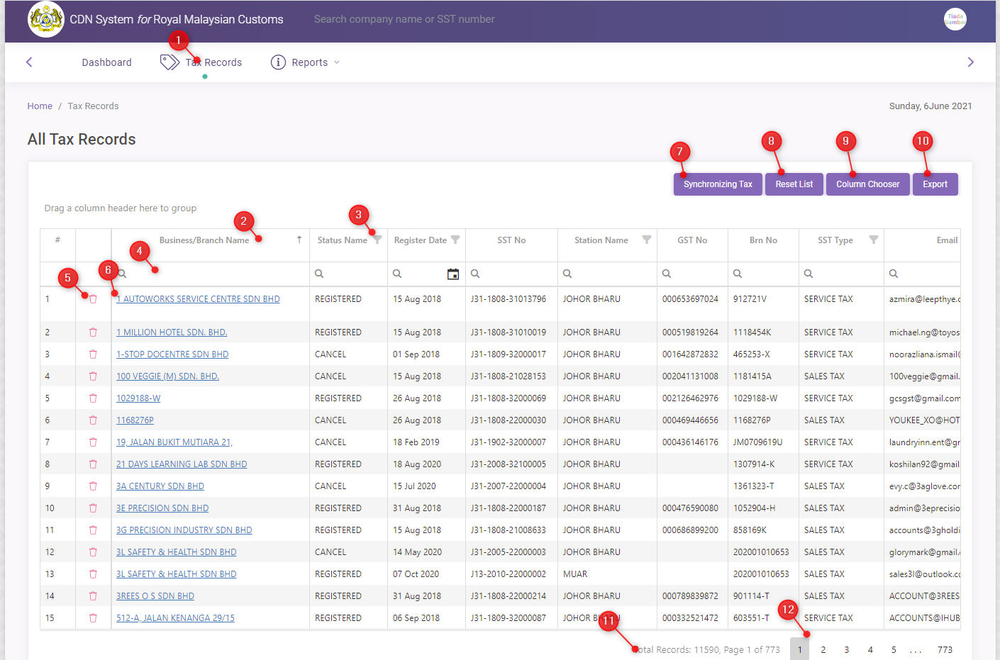 CDN System for Royal Malaysian Customs
Search company name or SST number
Tiada
Gambar
1
Dashboard
Tax Records
Reports
Home / Tax Records
Sunday, 6June 2021
All Tax Records
7
8
9
10
Synchronizing Tax
Reset List
Column Chooser
Export
Drag a column header here to group
2
3
# Business/Branch Name Status Name Register Date SST No Station Name GST No Brn No SST Type Email
4
5
6
1 1 AUTOWORKS SERVICE CENTRE SDN BHD REGISTERED 15 Aug 2018 J31-1808-31013796 JOHOR BHARU 000653697024 912721V SERVICE TAX azmira@leepthye.c
2 1 MILLION HOTEL SDN. BHD. REGISTERED 15 Aug 2018 J31-1808-31010019 JOHOR BHARU 000519819264 1118454K SERVICE TAX michael.ng@toyos
3 1-STOP DOCENTRE SDN BHD CANCEL 01 Sep 2018 J31-1809-32000017 JOHOR BHARU 001642872832 465253-X SERVICE TAX noorazliana.ismail@
4 100 VEGGIE (M) SDN. BHD. CANCEL 15 Aug 2018 J31-1808-21028153 JOHOR BHARU 002041131008 1181415A SALES TAX 100veggie@gmail.
5 1029188-W REGISTERED 26 Aug 2018 J31-1808-32000069 JOHOR BHARU 002126462976 1029188-W SERVICE TAX gcsgst@gmail.com
6 1168276P CANCEL 26 Aug 2018 J31-1808-22000030 JOHOR BHARU 000469446656 1168276P SALES TAX YOUKEE_XO@HOT
7 19, JALAN BUKIT MUTIARA 21, CANCEL 18 Feb 2019 J31-1902-32000007 JOHOR BHARU 000436146176 JM0709619U SERVICE TAX laundryinn.ent@gr
8 21 DAYS LEARNING LAB SDN BHD REGISTERED 18 Aug 2020 J31-2008-32100005 JOHOR BHARU 1307914-K SERVICE TAX koshilan92@gmail
9 3A CENTURY SDN BHD CANCEL 15 Jul 2020 J31-2007-22000004 JOHOR BHARU 1361323-T SALES TAX evy.c@3aglove.cor
10 3E PRECISION SDN BHD REGISTERED 31 Aug 2018 J31-1808-22000187 JOHOR BHARU 000476590080 1052904-H SALES TAX admin@3eprecisio
11 3G PRECISION INDUSTRY SDN BHD REGISTERED 15 Aug 2018 J31-1808-21008633 JOHOR BHARU 000686899200 858169K SALES TAX accounts@3gholdi
12 3L SAFETY & HEALTH SDN BHD CANCEL 14 May 2020 J31-2005-22000003 JOHOR BHARU 202001010653 SALES TAX glorymark@gmail.
13 3L SAFETY & HEALTH SDN BHD REGISTERED 07 Oct 2020 J13-2010-22000002 MUAR 202001010653 SALES TAX sales3l@outlook.co
14 3REES O S SDN BHD REGISTERED 31 Aug 2018 J31-1808-22000214 JOHOR BHARU 000789839872 901114-T SALES TAX ACCOUNT@3REES
15 512-A, JALAN KENANGA 29/15 REGISTERED 06 Sep 2018 J31-1809-32000087 JOHOR BHARU 000332521472 603551-T SERVICE TAX ACCOUNTS@IHUB
11
12
Total Records: 11590, Page 1 of 773 1 2 3 4 5 ... 773